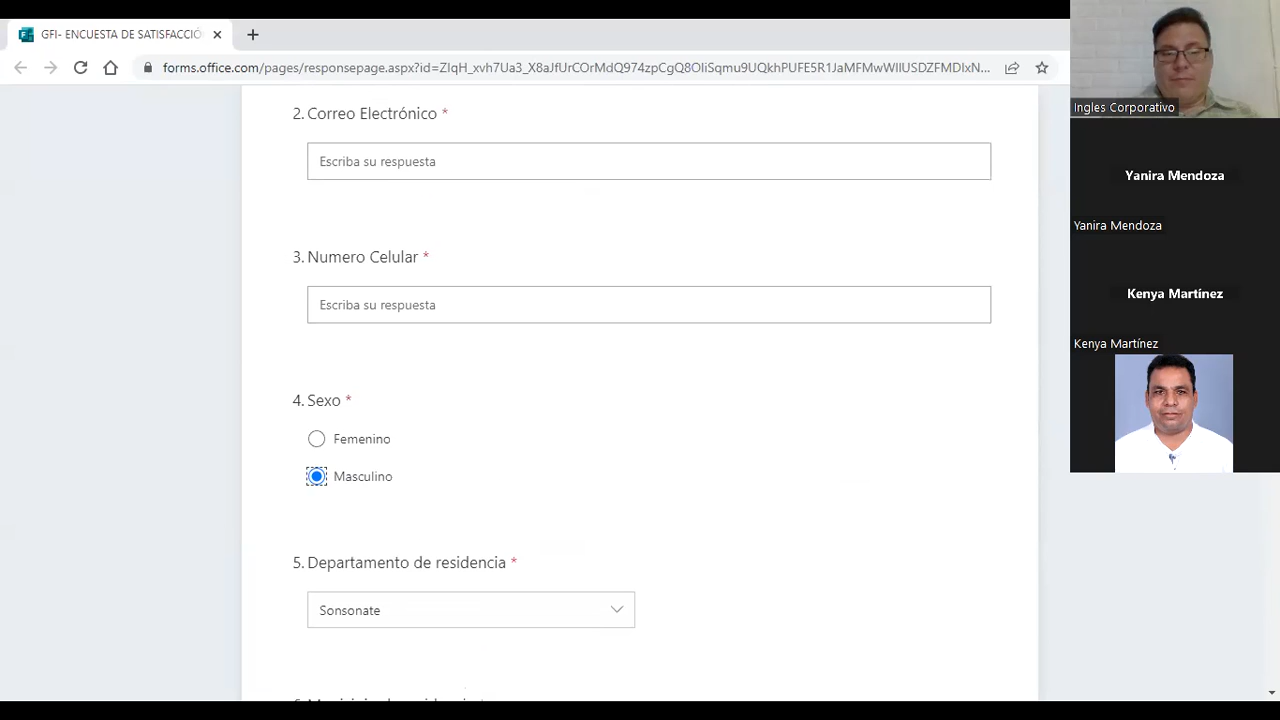 GFI- ENCUESTA DE SATISFACCIÓ
forms.office.com/pages/responsepage.aspx?id=
2. Correo Electrónico *
Escriba su respuesta
3. Numero Celular *
Escriba su respuesta
4. Sexo *
Femenino
Masculino
5. Departamento de residencia *
Sonsonate
Ingles Corporativo
Yanira Mendoza
Yanira Mendoza
Kenya Martínez
Kenya Martínez